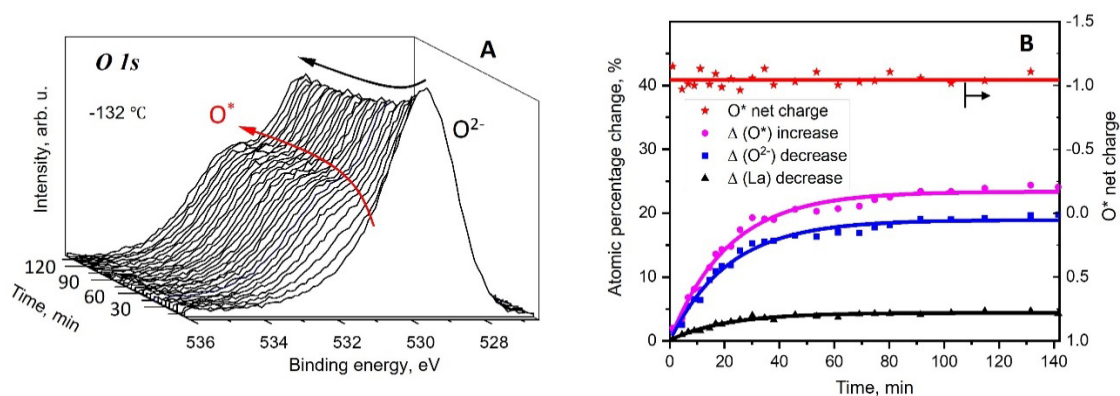 A
O 1s
-132 ℃
O*
O²⁻
Intensity, arb. u.
120
90
60
30
Time, min
536
534
532
530
528
Binding energy, eV
B
Atomic percentage change, %
50
40
30
20
10
0
-1.5
-1.0
-0.5
0.0
0.5
1.0
O* net charge
O* net charge
Δ (O*) increase
Δ (O²⁻) decrease
Δ (La) decrease
0
20
40
60
80
100
120
140
Time, min